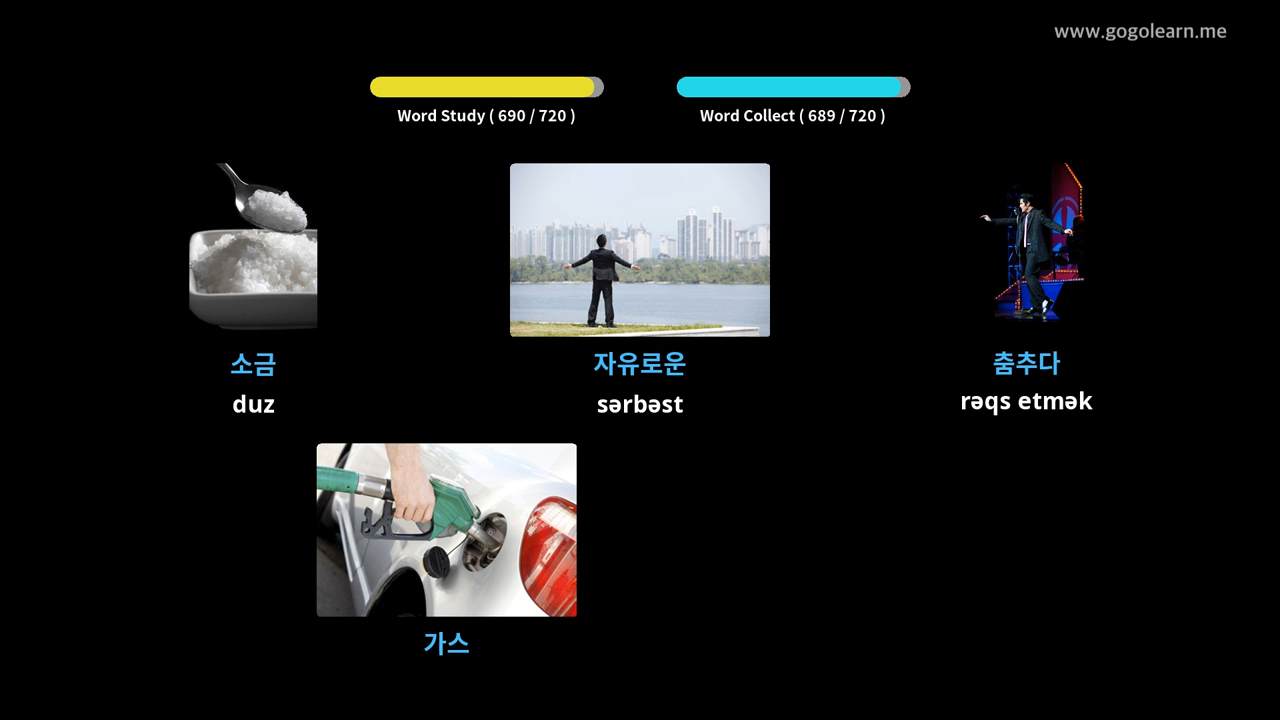 www.gogolearn.me
Word Study ( 690 / 720 )
Word Collect ( 689 / 720 )
소금
자유로운
춤추다
duz
sərbəst
rəqs etmək
가스